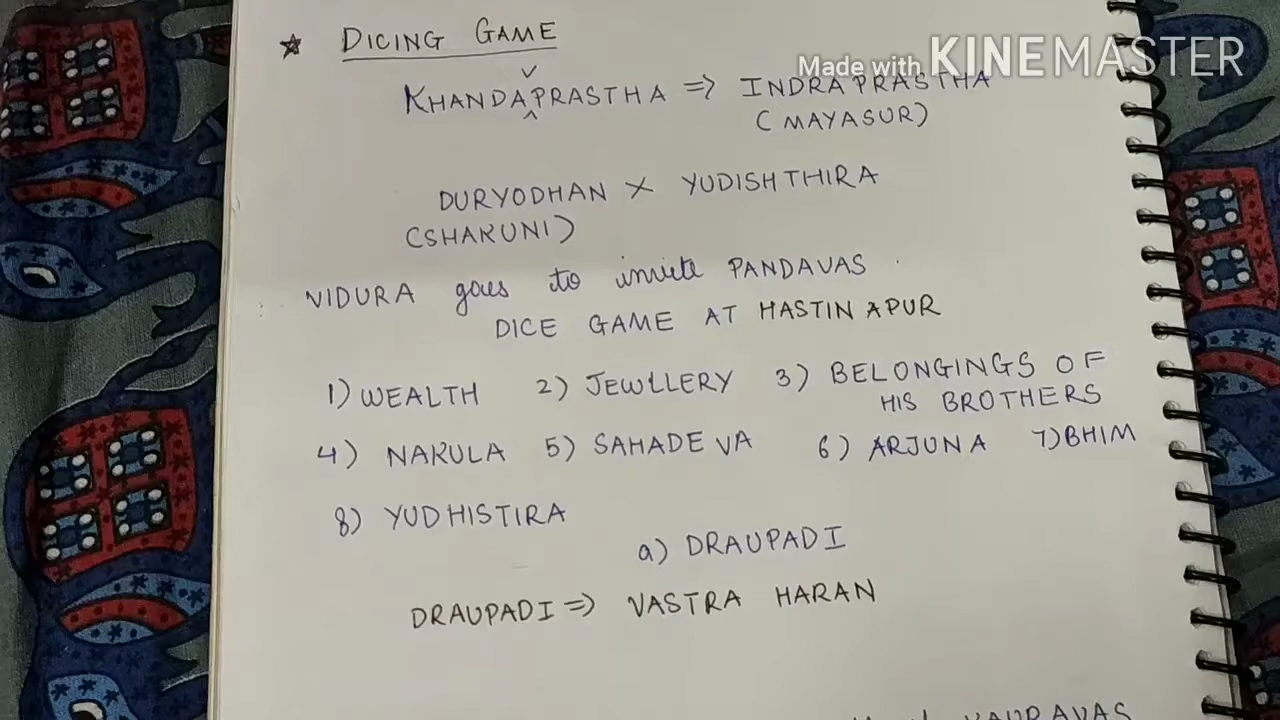 ☆ DICING GAME
Made with KINEMASTER
KHANDAVPRASTHA => INDRAPRASTHA
(MAYASUR)
DURYODHAN X YUDISHTHIRA
(SHAKUNI)
VIDURA goes to invite PANDAVAS .
DICE GAME AT HASTINAPUR
1) WEALTH 2) JEWLLERY 3) BELONGINGS OF
HIS BROTHERS
4) NAKULA 5) SAHADEVA 6) ARJUNA 7) BHIM
8) YUDHISTIRA
a) DRAUPADI
DRAUPADI => VASTRA HARAN
KAURAVAS